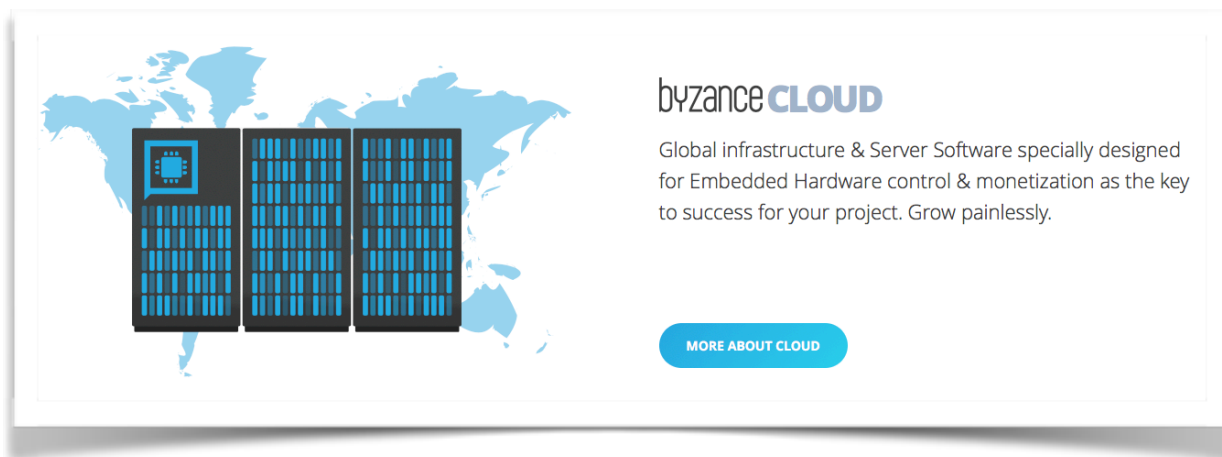 byzance CLOUD
Global infrastructure & Server Software specially designed
for Embedded Hardware control & monetization as the key
to success for your project. Grow painlessly.
MORE ABOUT CLOUD